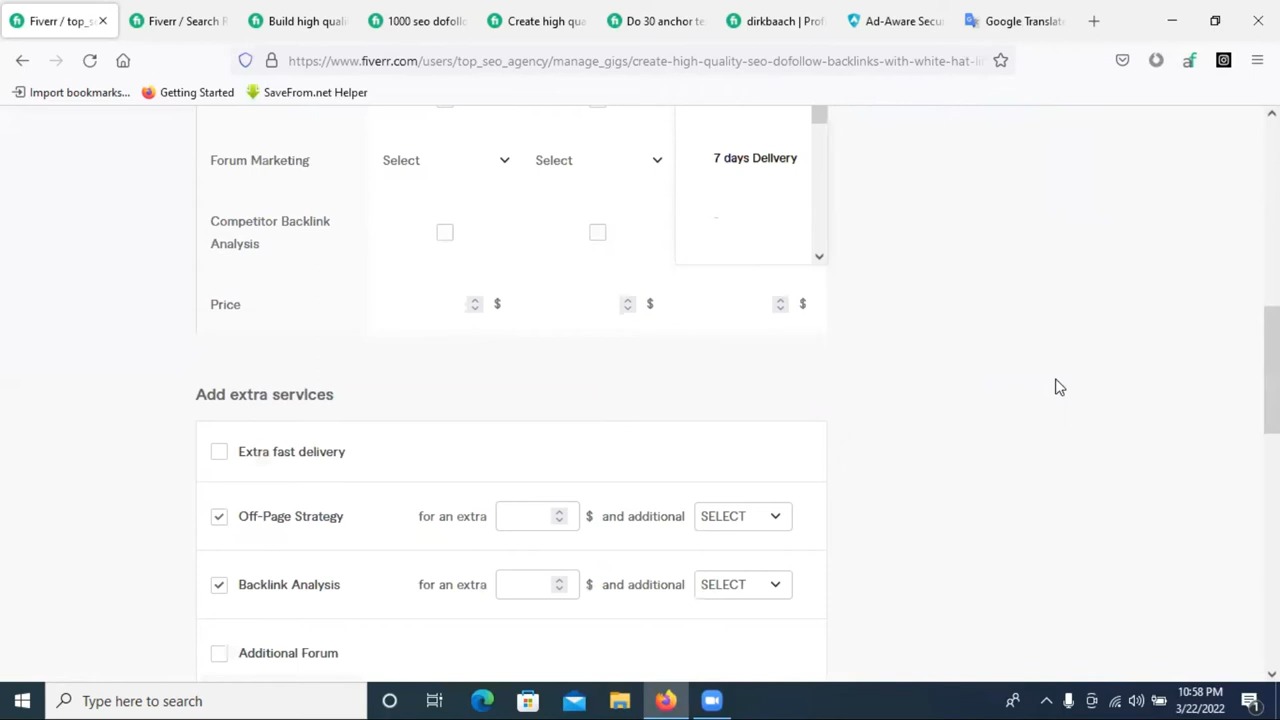 Fiverr / top_s
Fiverr / Search R
Build high quali
1000 seo dofollo
Create high qua
Do 30 anchor te
dirkbaach | Prof
Ad-Aware Secu
Google Translate
https://www.fiverr.com/users/top_seo_agency/manage_gigs/create-high-quality-seo-dofollow-backlinks-with-white-hat-li
Import bookmarks...
Getting Started
SaveFrom.net Helper
Forum Marketing
Select
Select
7 days Delivery
Competitor Backlink
Analysis
Price
$
$
$
Add extra services
Extra fast delivery
Off-Page Strategy for an extra $ and additional SELECT
Backlink Analysis for an extra $ and additional SELECT
Additional Forum
Type here to search
10:58 PM
3/22/2022
1